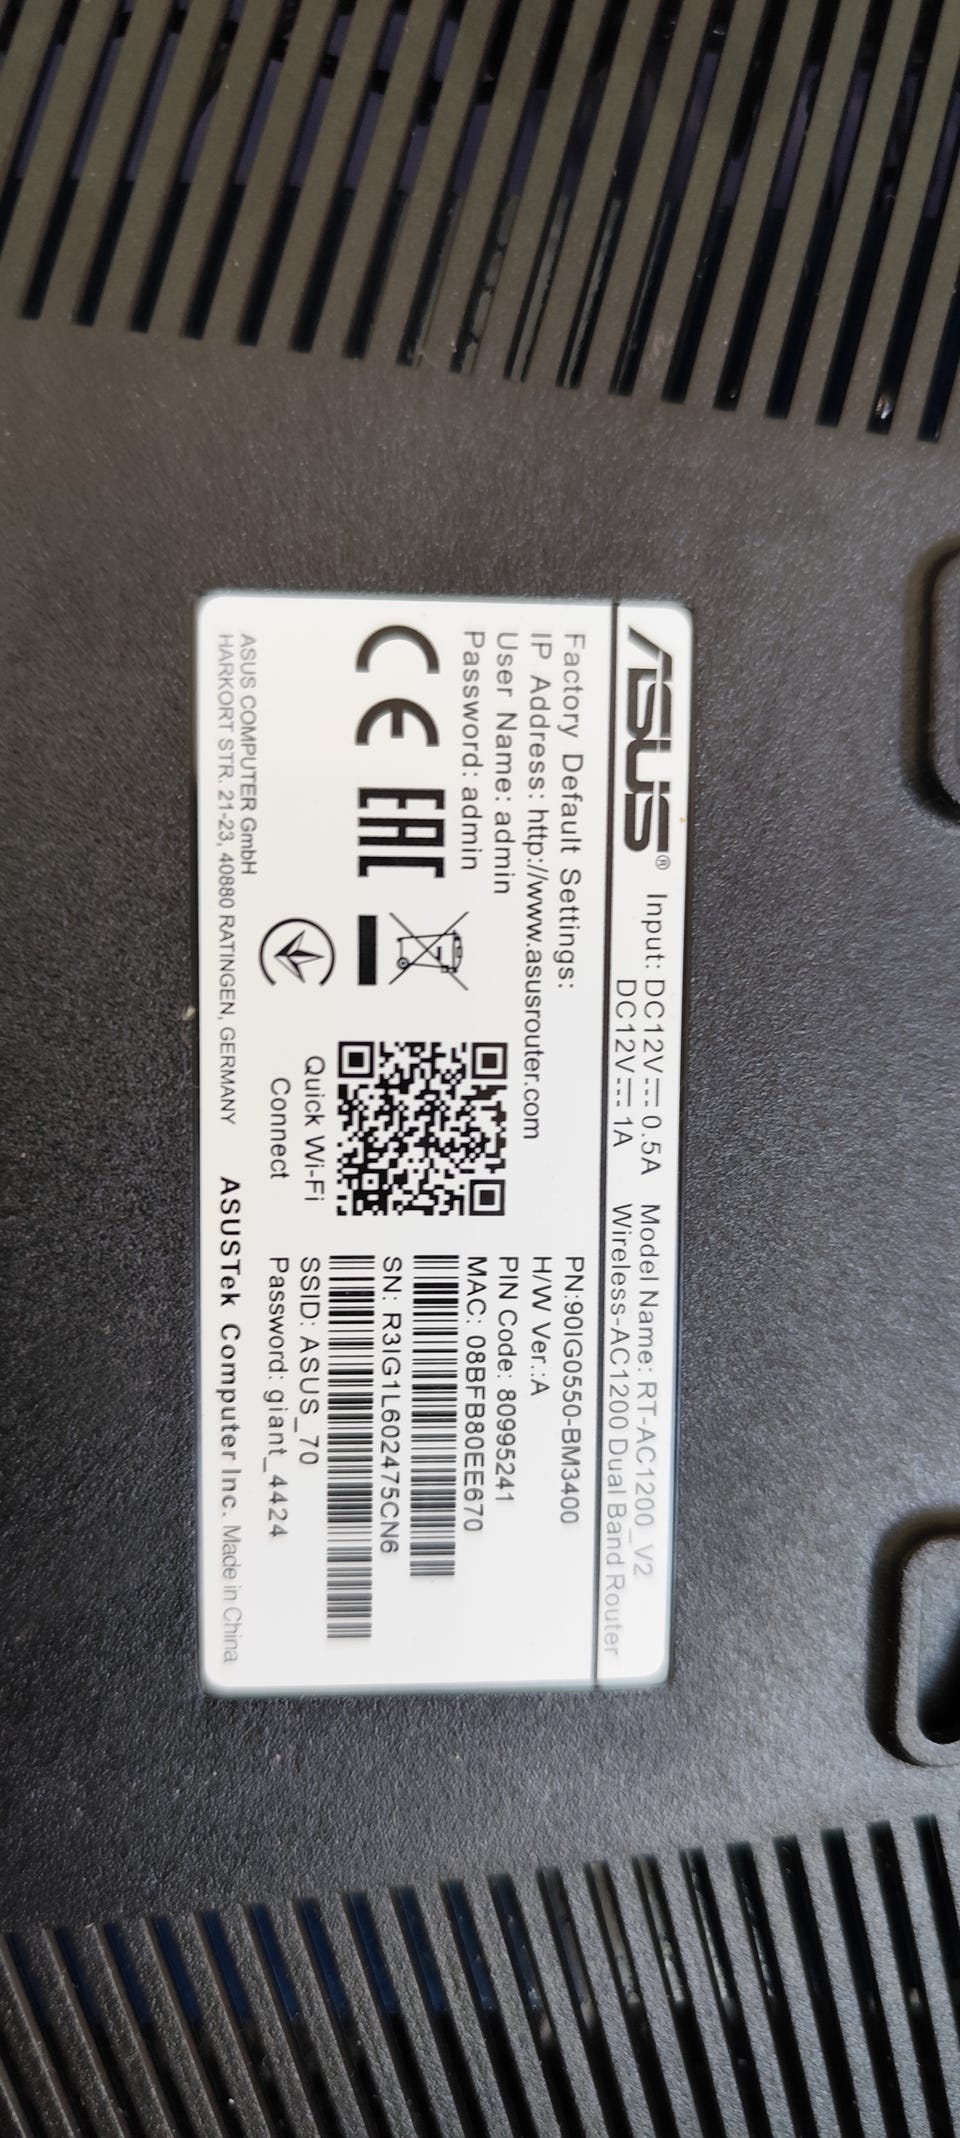 ASUS®
Input: DC12V⎓0.5A
DC12V⎓1A
Model Name: RT-AC1200_V2
Wireless-AC1200 Dual Band Router
Factory Default Settings:
IP Address: http://www.asusrouter.com
User Name: admin
Password: admin
CE EAC
Quick Wi-Fi
Connect
PN:90IG0550-BM3400
H/W Ver.:A
PIN Code: 80995241
MAC: 08BFB80EE670
SN: R3IG1L602475CN6
SSID: ASUS_70
Password: giant_4424
ASUS COMPUTER GmbH
HARKORT STR. 21-23, 40880 RATINGEN, GERMANY
ASUSTek Computer Inc. Made in China